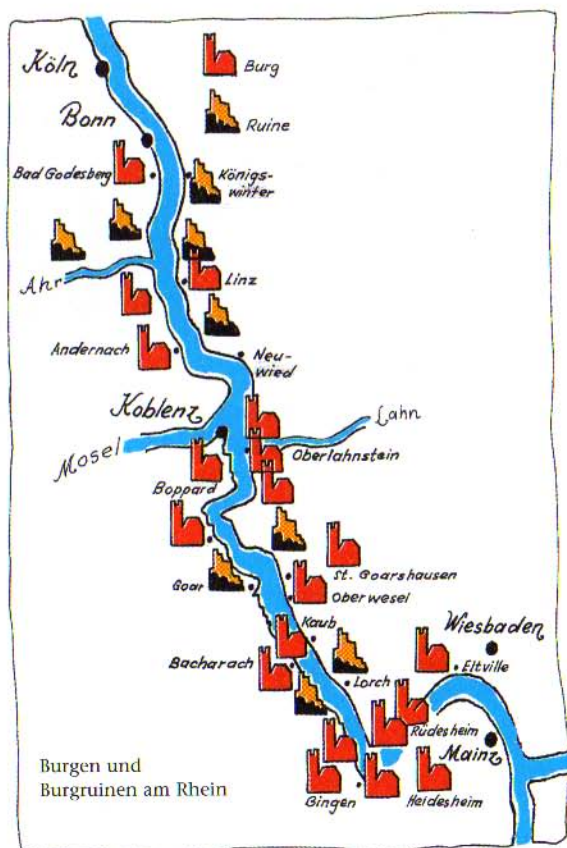 Köln
Burg
Bonn
Ruine
Bad Godesberg
Königs-
winter
Ahr
Linz
Andernach
Neu-
wied
Koblenz
Lahn
Mosel
Oberlahnstein
Boppard
St. Goarshausen
Goar
Oberwesel
Kaub
Wiesbaden
Bacharach
Eltville
Lorch
Rüdesheim
Mainz
Burgen und
Burgruinen am Rhein
Bingen
Heidesheim